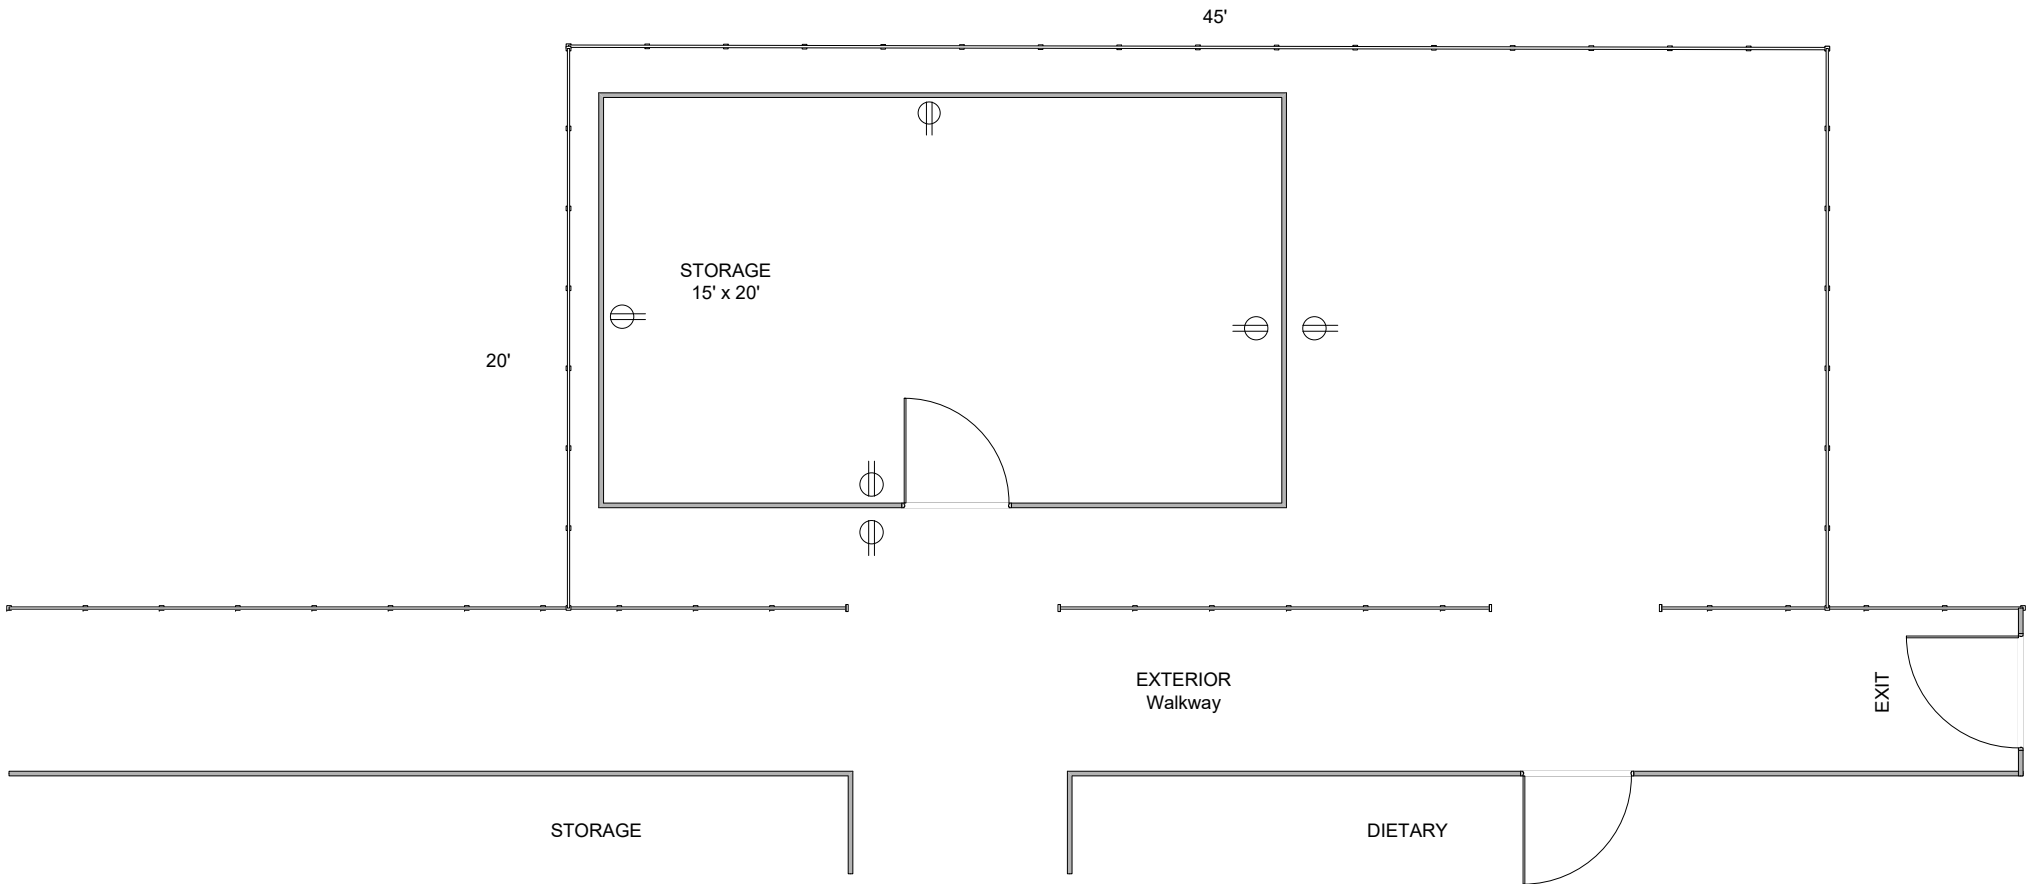 45'
STORAGE
15' x 20'
20'
EXTERIOR
Walkway
EXIT
STORAGE
DIETARY